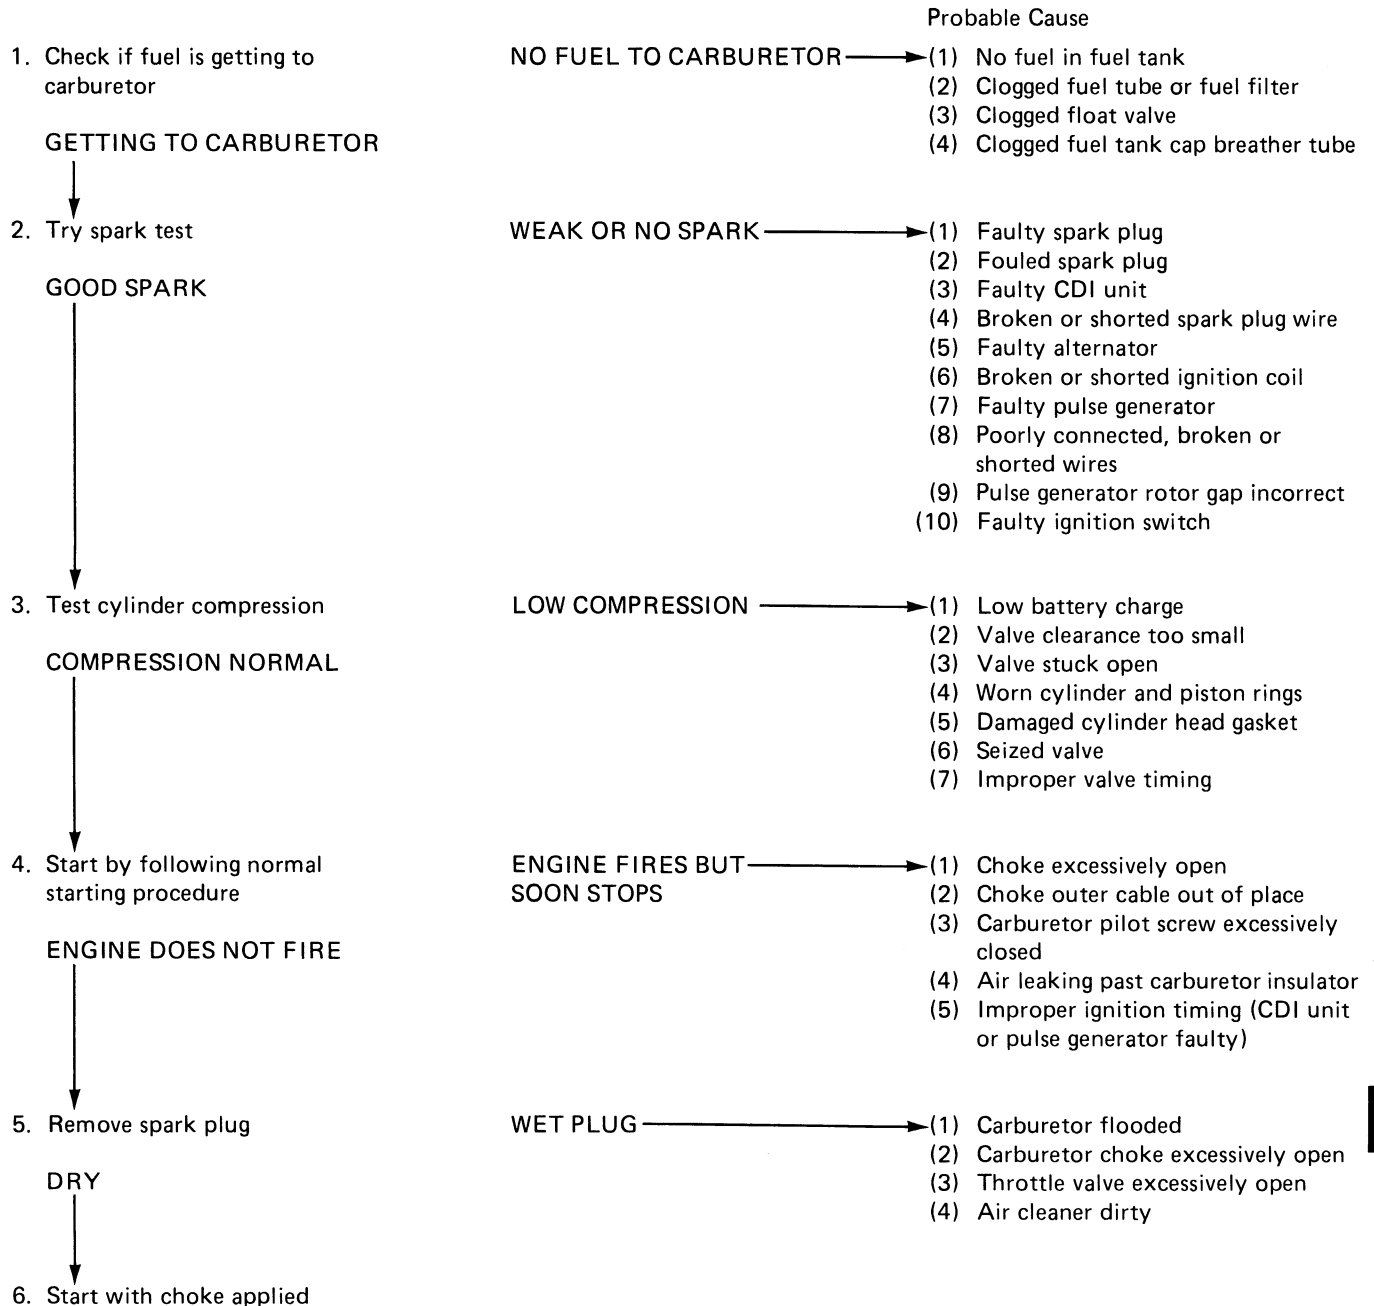 Probable Cause
1. Check if fuel is getting to
carburetor
NO FUEL TO CARBURETOR
(1) No fuel in fuel tank
(2) Clogged fuel tube or fuel filter
(3) Clogged float valve
(4) Clogged fuel tank cap breather tube
GETTING TO CARBURETOR
2. Try spark test
WEAK OR NO SPARK
(1) Faulty spark plug
(2) Fouled spark plug
(3) Faulty CDI unit
(4) Broken or shorted spark plug wire
(5) Faulty alternator
(6) Broken or shorted ignition coil
(7) Faulty pulse generator
(8) Poorly connected, broken or
shorted wires
(9) Pulse generator rotor gap incorrect
(10) Faulty ignition switch
GOOD SPARK
3. Test cylinder compression
LOW COMPRESSION
(1) Low battery charge
(2) Valve clearance too small
(3) Valve stuck open
(4) Worn cylinder and piston rings
(5) Damaged cylinder head gasket
(6) Seized valve
(7) Improper valve timing
COMPRESSION NORMAL
4. Start by following normal
starting procedure
ENGINE FIRES BUT
SOON STOPS
(1) Choke excessively open
(2) Choke outer cable out of place
(3) Carburetor pilot screw excessively
closed
(4) Air leaking past carburetor insulator
(5) Improper ignition timing (CDI unit
or pulse generator faulty)
ENGINE DOES NOT FIRE
5. Remove spark plug
WET PLUG
(1) Carburetor flooded
(2) Carburetor choke excessively open
(3) Throttle valve excessively open
(4) Air cleaner dirty
DRY
6. Start with choke applied